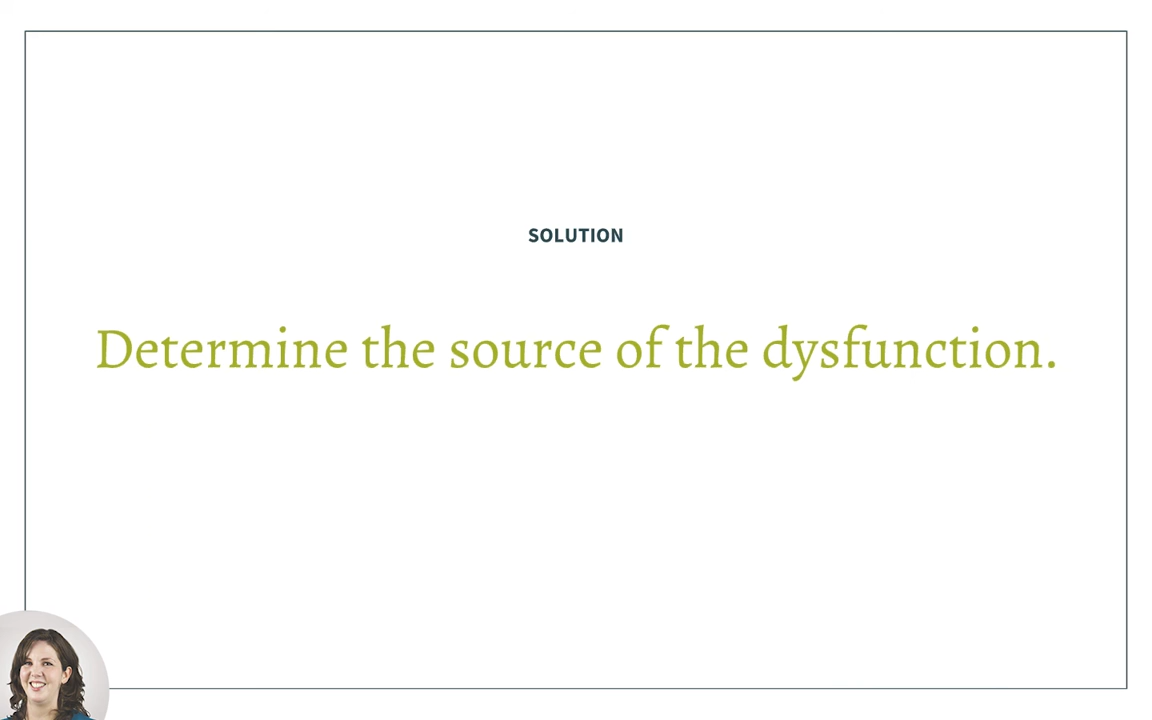 SOLUTION
Determine the source of the dysfunction.